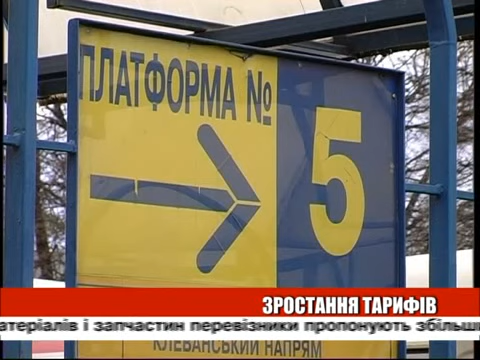 ПЛАТФОРМА №
5
ЗРОСТАННЯ ТАРИФІВ
атеріалів і запчастин перевізники пропонують збільш
КЛЕВАНСЬКИЙ НАПРЯМ